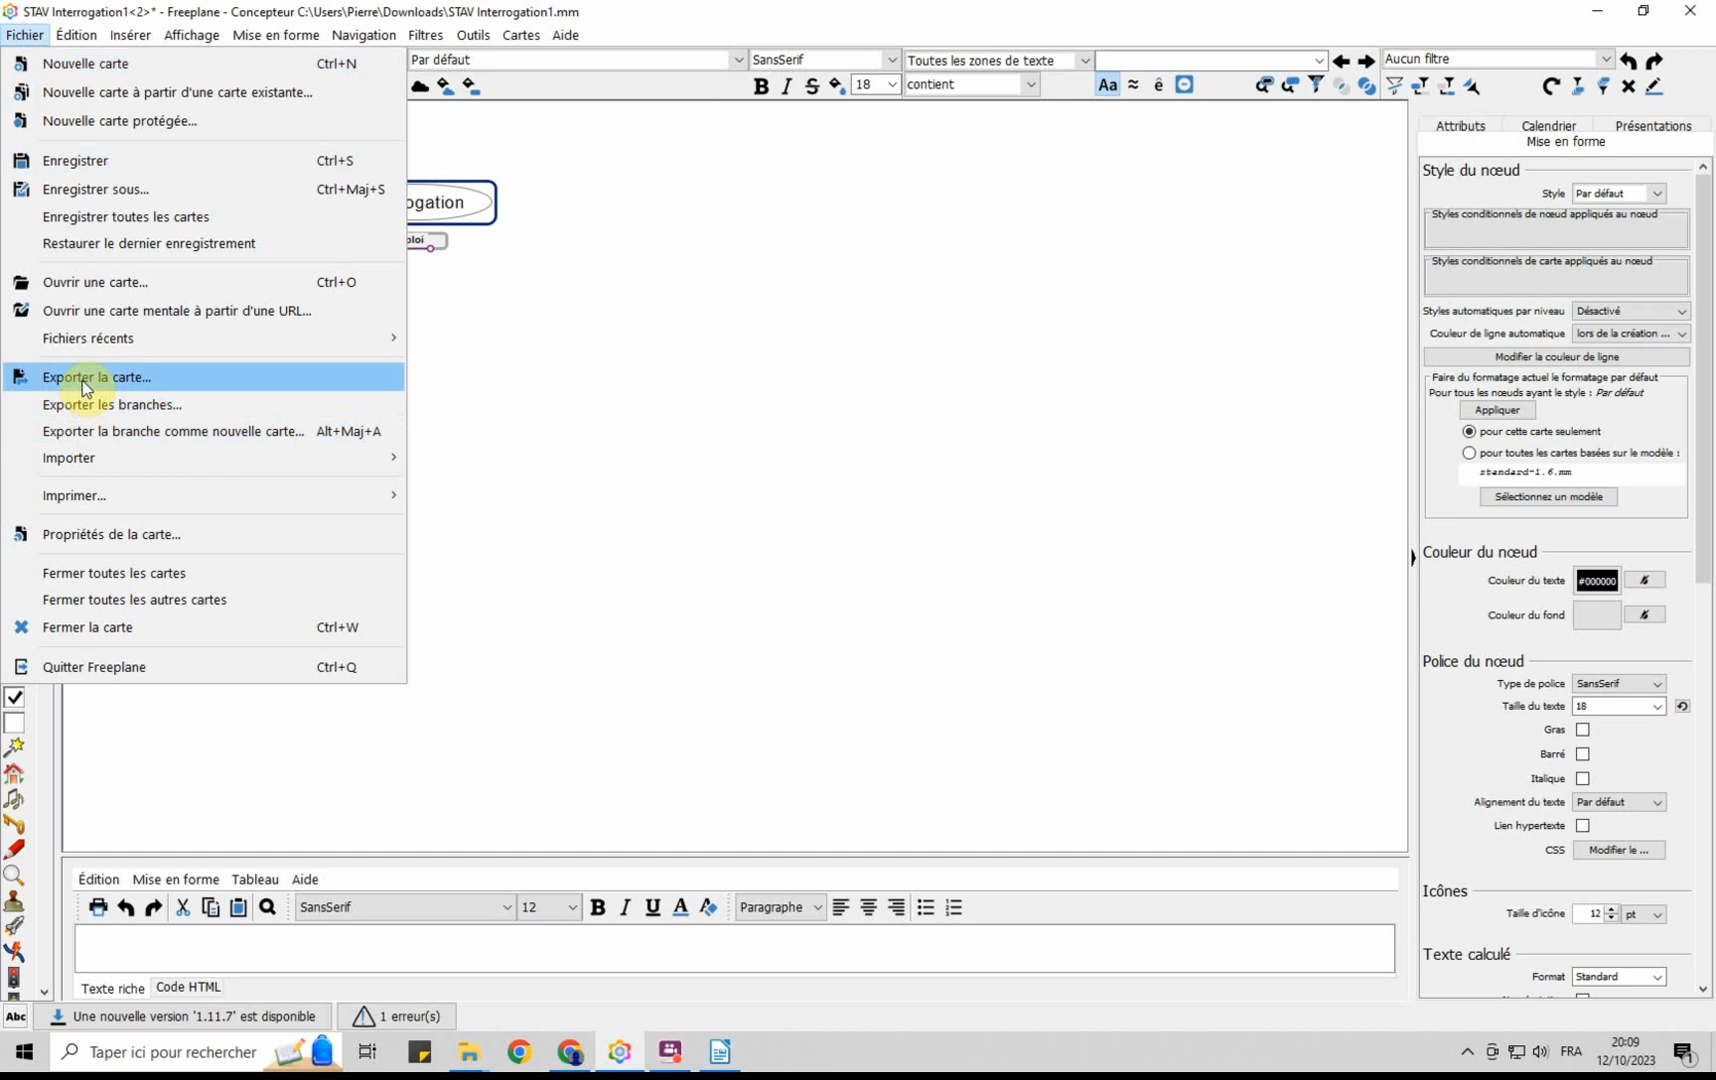 STAV Interrogation1<2>* - Freeplane - Concepteur C:\Users\Pierre\Downloads\STAV Interrogation1.mm
Fichier Édition Insérer Affichage Mise en forme Navigation Filtres Outils Cartes Aide
Par défaut SansSerif Toutes les zones de texte Aucun filtre
18 contient Aa ≈ ê
Nouvelle carte Ctrl+N
Nouvelle carte à partir d'une carte existante...
Nouvelle carte protégée...
Enregistrer Ctrl+S
Enregistrer sous... Ctrl+Maj+S
Enregistrer toutes les cartes
Restaurer le dernier enregistrement
Ouvrir une carte... Ctrl+O
Ouvrir une carte mentale à partir d'une URL...
Fichiers récents
Exporter la carte...
Exporter les branches...
Exporter la branche comme nouvelle carte... Alt+Maj+A
Importer
Imprimer...
Propriétés de la carte...
Fermer toutes les cartes
Fermer toutes les autres cartes
Fermer la carte Ctrl+W
Quitter Freeplane Ctrl+Q
ogation
ploi
Attributs Calendrier Présentations
Mise en forme
Style du nœud
Style Par défaut
Styles conditionnels de nœud appliqués au nœud
Styles conditionnels de carte appliqués au nœud
Styles automatiques par niveau Désactivé
Couleur de ligne automatique lors de la création ...
Modifier la couleur de ligne
Faire du formatage actuel le formatage par défaut
Pour tous les nœuds ayant le style : Par défaut
Appliquer
pour cette carte seulement
pour toutes les cartes basées sur le modèle :
standard-1.6.mm
Sélectionnez un modèle
Couleur du nœud
Couleur du texte #000000
Couleur du fond
Police du nœud
Type de police SansSerif
Taille du texte 18
Gras
Barré
Italique
Alignement du texte Par défaut
Lien hypertexte
CSS Modifier le ...
Icônes
Taille d'icône 12 pt
Texte calculé
Format Standard
Édition Mise en forme Tableau Aide
SansSerif 12 Paragraphe
Texte riche Code HTML
Abc Une nouvelle version '1.11.7' est disponible 1 erreur(s)
Taper ici pour rechercher
FRA
20:09
12/10/2023
1